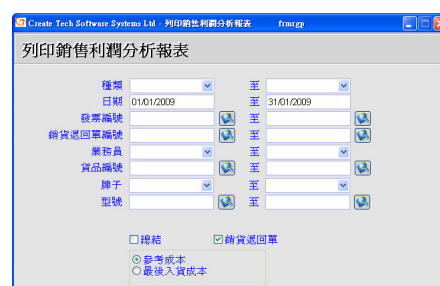 Create Tech Software Systems Ltd - 列印銷售利潤分析報表 frmrgp
列印銷售利潤分析報表
種類 至
日期 01/01/2009 至 31/01/2009
發票編號 至
銷貨退回單編號 至
業務員 至
貨品編號 至
牌子 至
型號 至
總結 銷貨退回單
參考成本
最後入貨成本